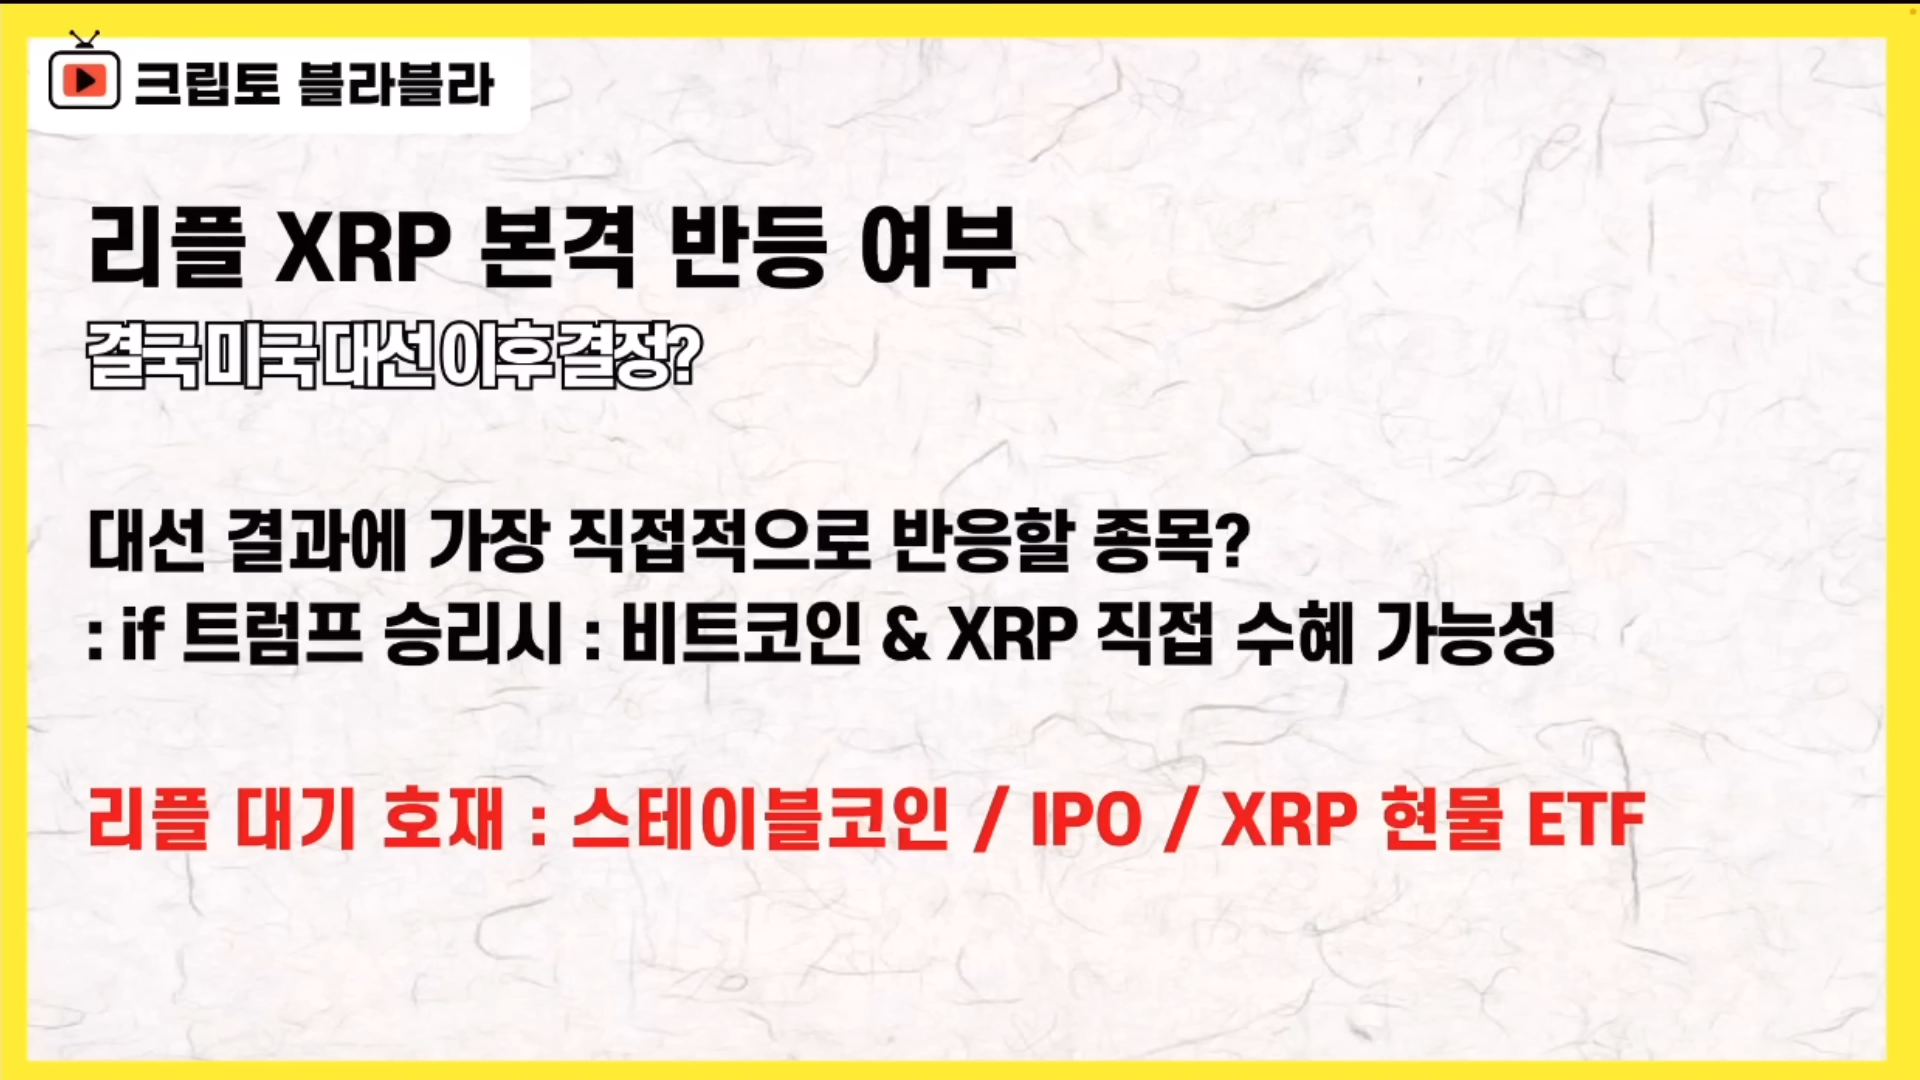 크립토 블라블라
리플 XRP 본격 반등 여부
결국 미국 대선 이후 결정?
대선 결과에 가장 직접적으로 반응할 종목?
: if 트럼프 승리시 : 비트코인 & XRP 직접 수혜 가능성
리플 대기 호재 : 스테이블코인 / IPO / XRP 현물 ETF